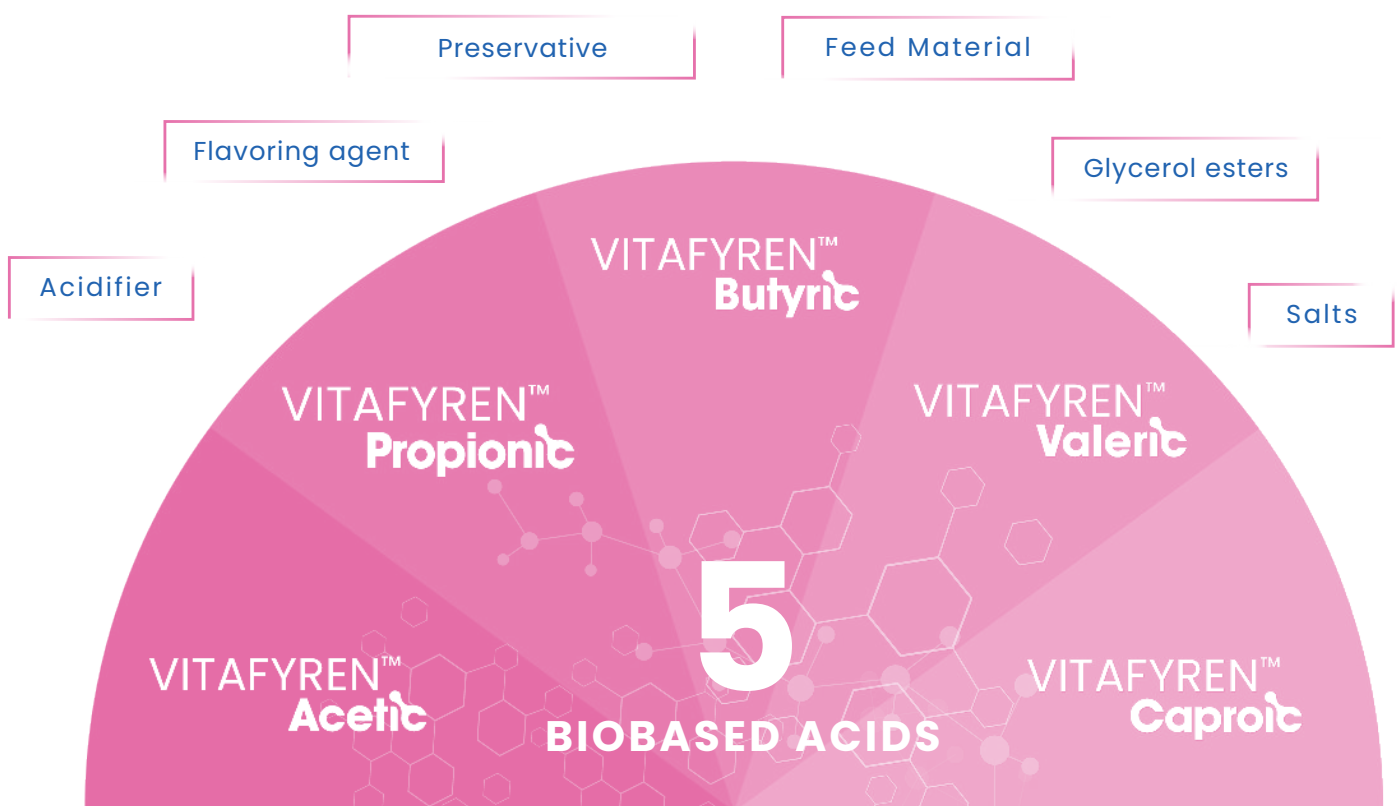 Preservative
Feed Material
Flavoring agent
Glycerol esters
Acidifier
Salts
VITAFYREN™
Butyric
VITAFYREN™
Propionic
VITAFYREN™
Valeric
VITAFYREN™
Acetic
VITAFYREN™
Caproic
5
BIOBASED ACIDS